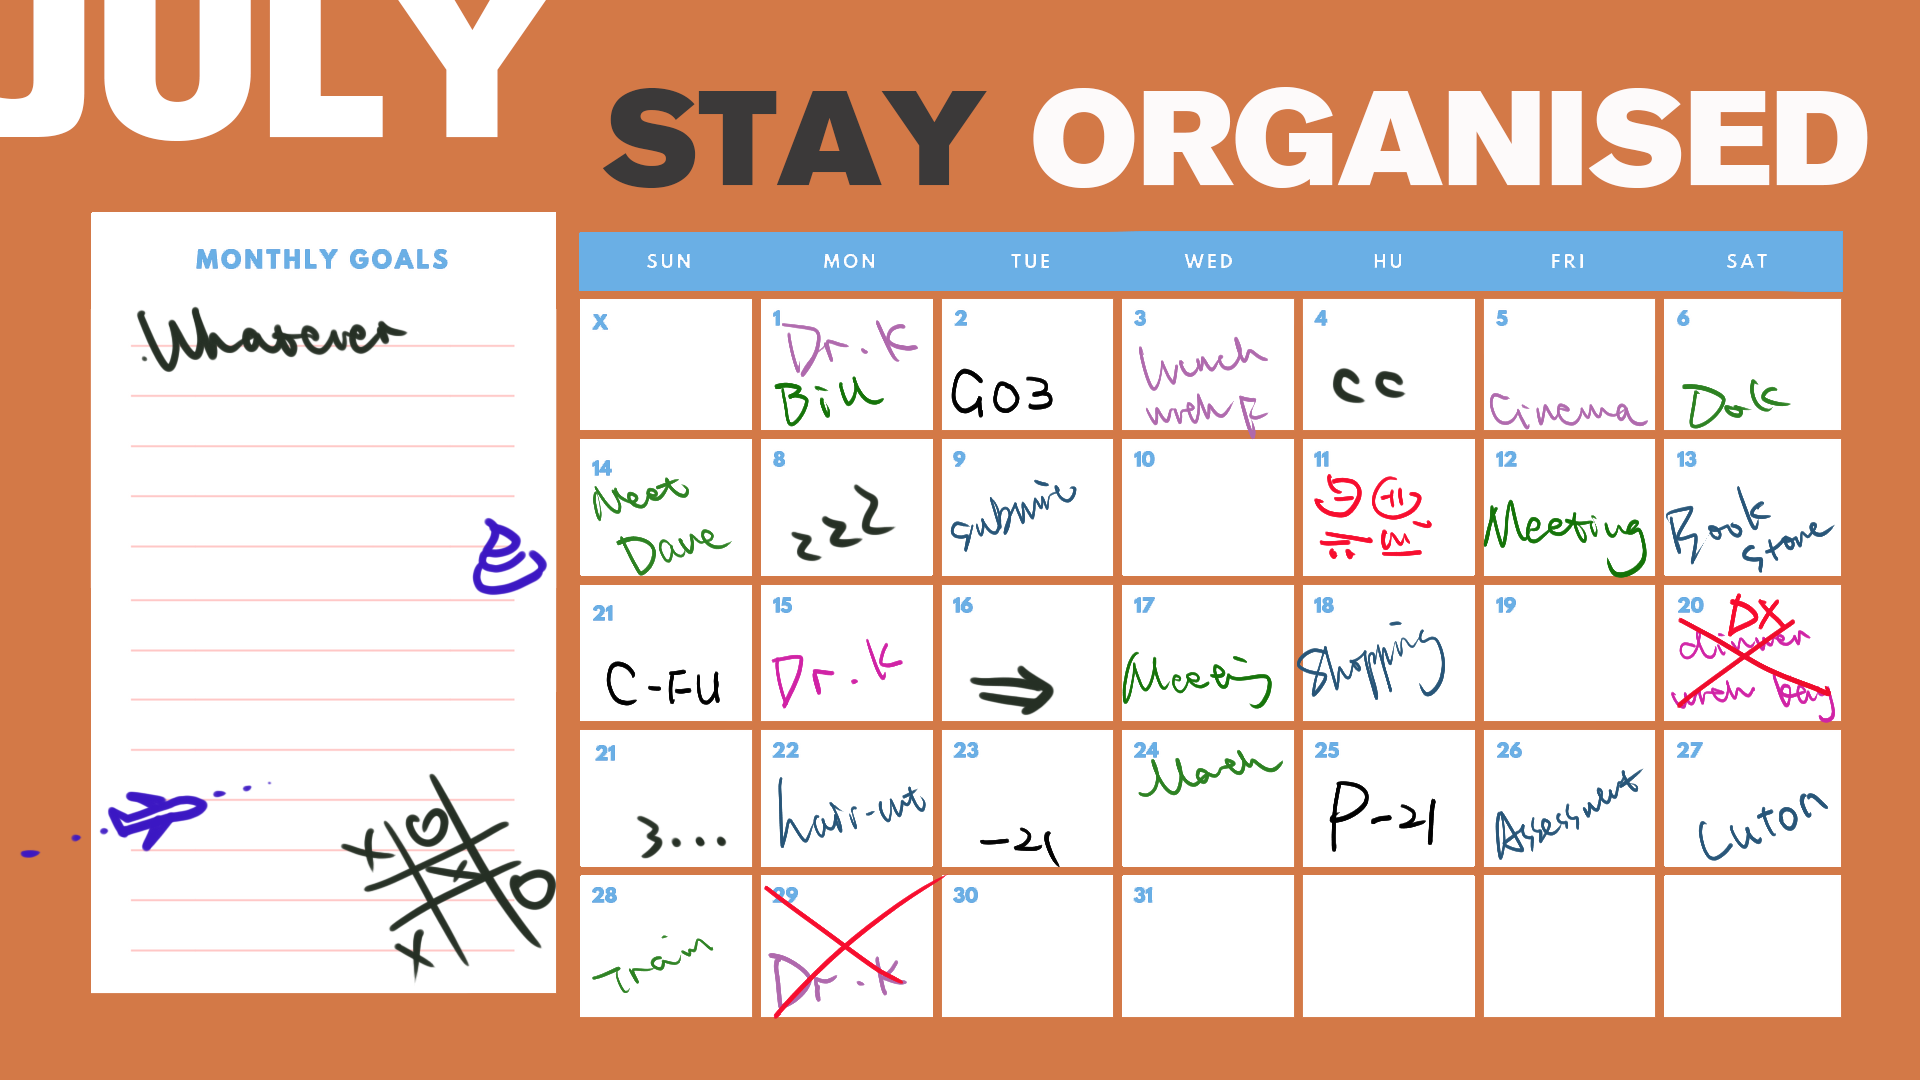 JULY
STAY ORGANISED
MONTHLY GOALS
Whatever
SUN MON TUE WED HU FRI SAT
X
1
Dr. K
Bill
2
G03
3
Lunch
with F
4
CC
5
Cinema
6
Dok
14
Meet
Dave
8
zzz
9
submit
10
11
12
Meeting
13
Book
store
21
C-FU
15
Dr. K
16
17
Meeting
18
Shopping
19
20
DX
dinner
with
21
3...
22
hair-cut
23
-21
24
March
25
P-21
26
Assessment
27
Luton
28
Train
29
Dr. K
30
31
X O
X
O
X